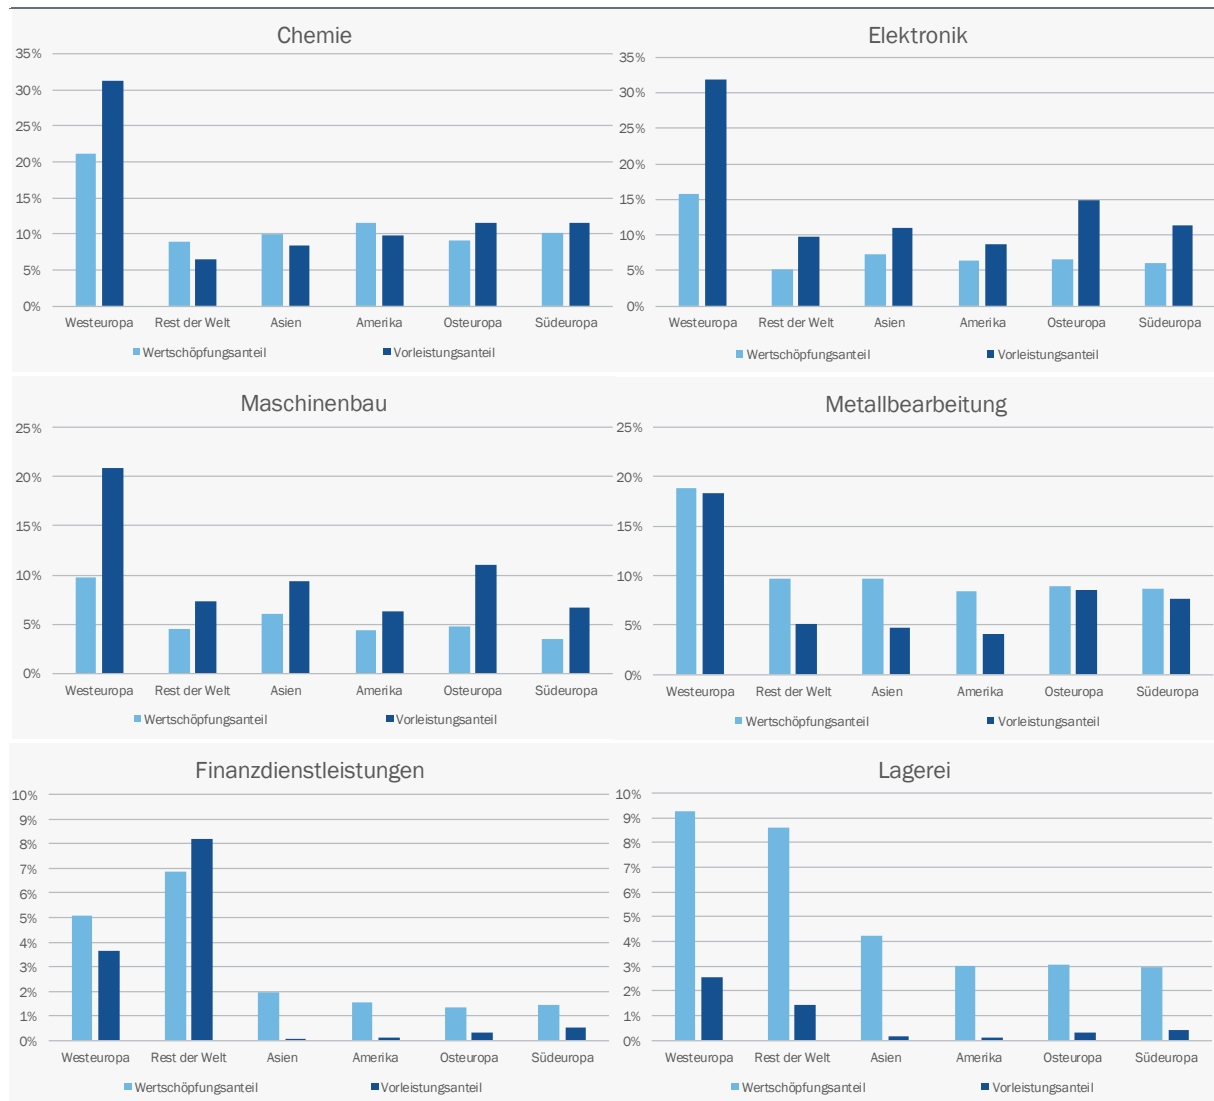 Chemie
35%
30%
25%
20%
15%
10%
5%
0%
Westeuropa Rest der Welt Asien Amerika Osteuropa Südeuropa
Wertschöpfungsanteil Vorleistungsanteil
Elektronik
35%
30%
25%
20%
15%
10%
5%
0%
Westeuropa Rest der Welt Asien Amerika Osteuropa Südeuropa
Wertschöpfungsanteil Vorleistungsanteil
Maschinenbau
25%
20%
15%
10%
5%
0%
Westeuropa Rest der Welt Asien Amerika Osteuropa Südeuropa
Wertschöpfungsanteil Vorleistungsanteil
Metallbearbeitung
25%
20%
15%
10%
5%
0%
Westeuropa Rest der Welt Asien Amerika Osteuropa Südeuropa
Wertschöpfungsanteil Vorleistungsanteil
Finanzdienstleistungen
10%
9%
8%
7%
6%
5%
4%
3%
2%
1%
0%
Westeuropa Rest der Welt Asien Amerika Osteuropa Südeuropa
Wertschöpfungsanteil Vorleistungsanteil
Lagerei
10%
9%
8%
7%
6%
5%
4%
3%
2%
1%
0%
Westeuropa Rest der Welt Asien Amerika Osteuropa Südeuropa
Wertschöpfungsanteil Vorleistungsanteil